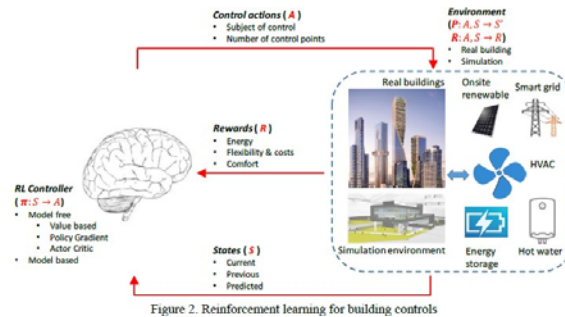 Control actions (A)
• Subject of control
• Number of control points
Environment
(P: A, S → S'
R: A, S → R)
• Real building
• Simulation
Real buildings
Onsite
renewable
Smart grid
Rewards (R)
• Energy
• Flexibility & costs
• Comfort
HVAC
RL Controller
(π: S → A)
• Model free
• Value based
• Policy Gradient
• Actor Critic
• Model based
States (S)
• Current
• Previous
• Predicted
Simulation environment
Energy
storage
Hot water
Figure 2. Reinforcement learning for building controls